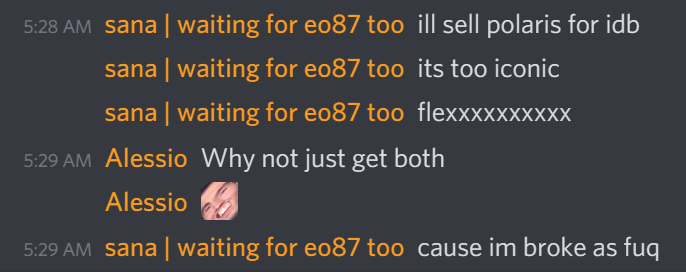 5:28 AM sana | waiting for eo87 too ill sell polaris for idb
sana | waiting for eo87 too its too iconic
sana | waiting for eo87 too flexxxxxxxxxx
5:29 AM Alessio Why not just get both
Alessio
5:29 AM sana | waiting for eo87 too cause im broke as fuq